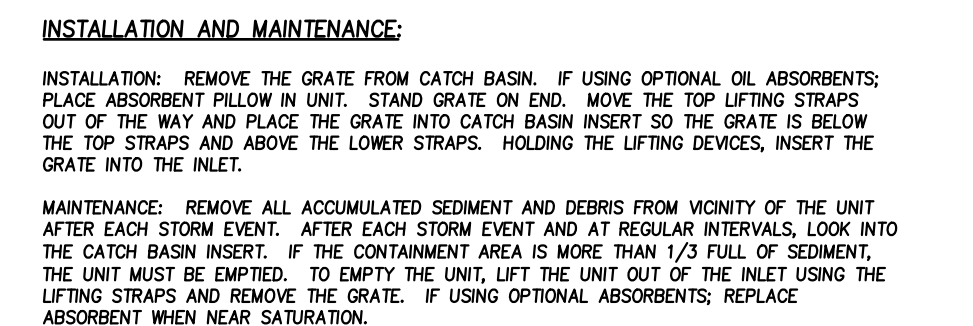 INSTALLATION AND MAINTENANCE:
INSTALLATION: REMOVE THE GRATE FROM CATCH BASIN. IF USING OPTIONAL OIL ABSORBENTS;
PLACE ABSORBENT PILLOW IN UNIT. STAND GRATE ON END. MOVE THE TOP LIFTING STRAPS
OUT OF THE WAY AND PLACE THE GRATE INTO CATCH BASIN INSERT SO THE GRATE IS BELOW
THE TOP STRAPS AND ABOVE THE LOWER STRAPS. HOLDING THE LIFTING DEVICES, INSERT THE
GRATE INTO THE INLET.
MAINTENANCE: REMOVE ALL ACCUMULATED SEDIMENT AND DEBRIS FROM VICINITY OF THE UNIT
AFTER EACH STORM EVENT. AFTER EACH STORM EVENT AND AT REGULAR INTERVALS, LOOK INTO
THE CATCH BASIN INSERT. IF THE CONTAINMENT AREA IS MORE THAN 1/3 FULL OF SEDIMENT,
THE UNIT MUST BE EMPTIED. TO EMPTY THE UNIT, LIFT THE UNIT OUT OF THE INLET USING THE
LIFTING STRAPS AND REMOVE THE GRATE. IF USING OPTIONAL ABSORBENTS; REPLACE
ABSORBENT WHEN NEAR SATURATION.